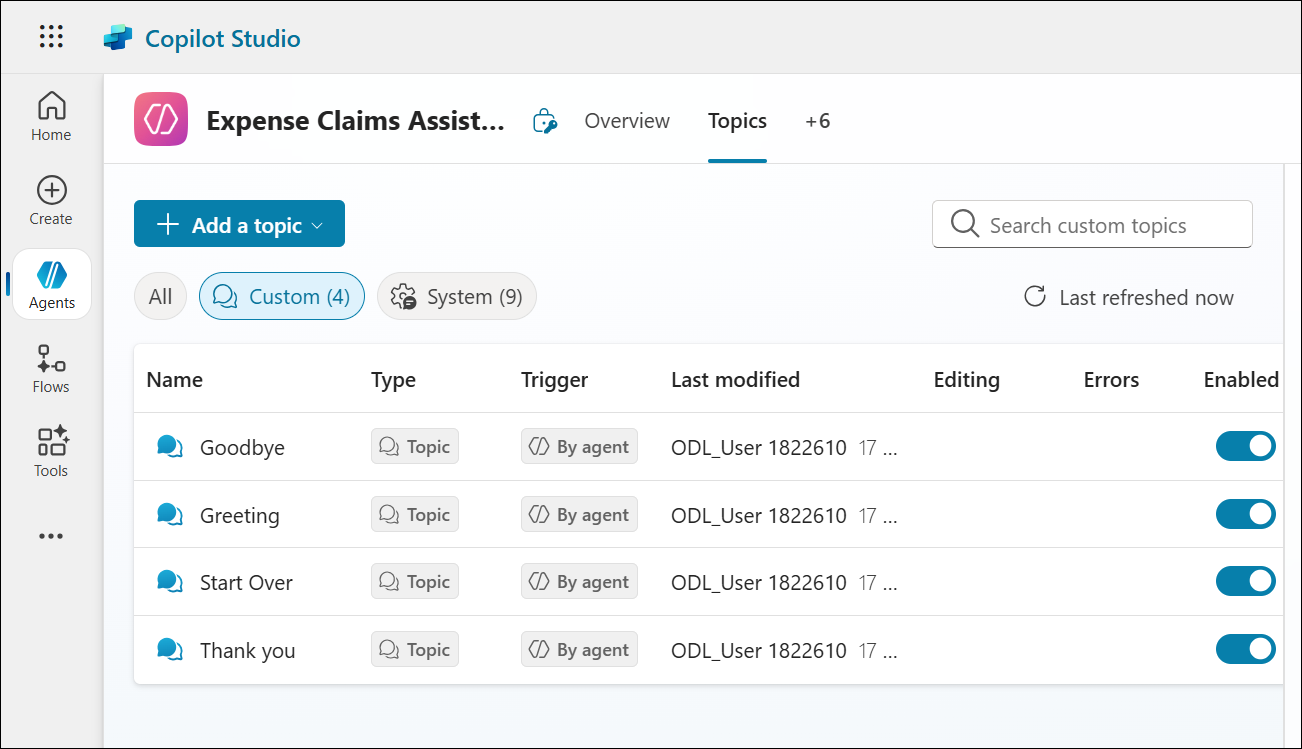 Copilot Studio
Home
Create
Agents
Flows
Tools
Expense Claims Assist...
Overview
Topics
+6
Add a topic
Search custom topics
All
Custom (4)
System (9)
Last refreshed now
Name Type Trigger Last modified Editing Errors Enabled
Goodbye Topic By agent ODL_User 1822610 17 ...
Greeting Topic By agent ODL_User 1822610 17 ...
Start Over Topic By agent ODL_User 1822610 17 ...
Thank you Topic By agent ODL_User 1822610 17 ...